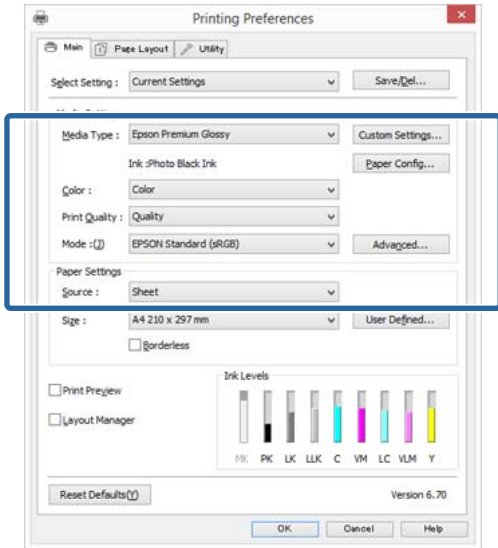 Printing Preferences
Main Page Layout Utility
Select Setting : Current Settings Save/Del...
Media Type : Epson Premium Glossy Custom Settings...
Ink :Photo Black Ink Paper Config...
Color : Color
Print Quality : Quality
Mode :(J) EPSON Standard (sRGB) Advanced...
Paper Settings
Source : Sheet
Size : A4 210 x 297 mm User Defined...
Borderless
Ink Levels
Print Preview
Layout Manager
MK PK LK LLK C VM LC VLM Y
Reset Defaults(Y) Version 6.70
OK Cancel Help